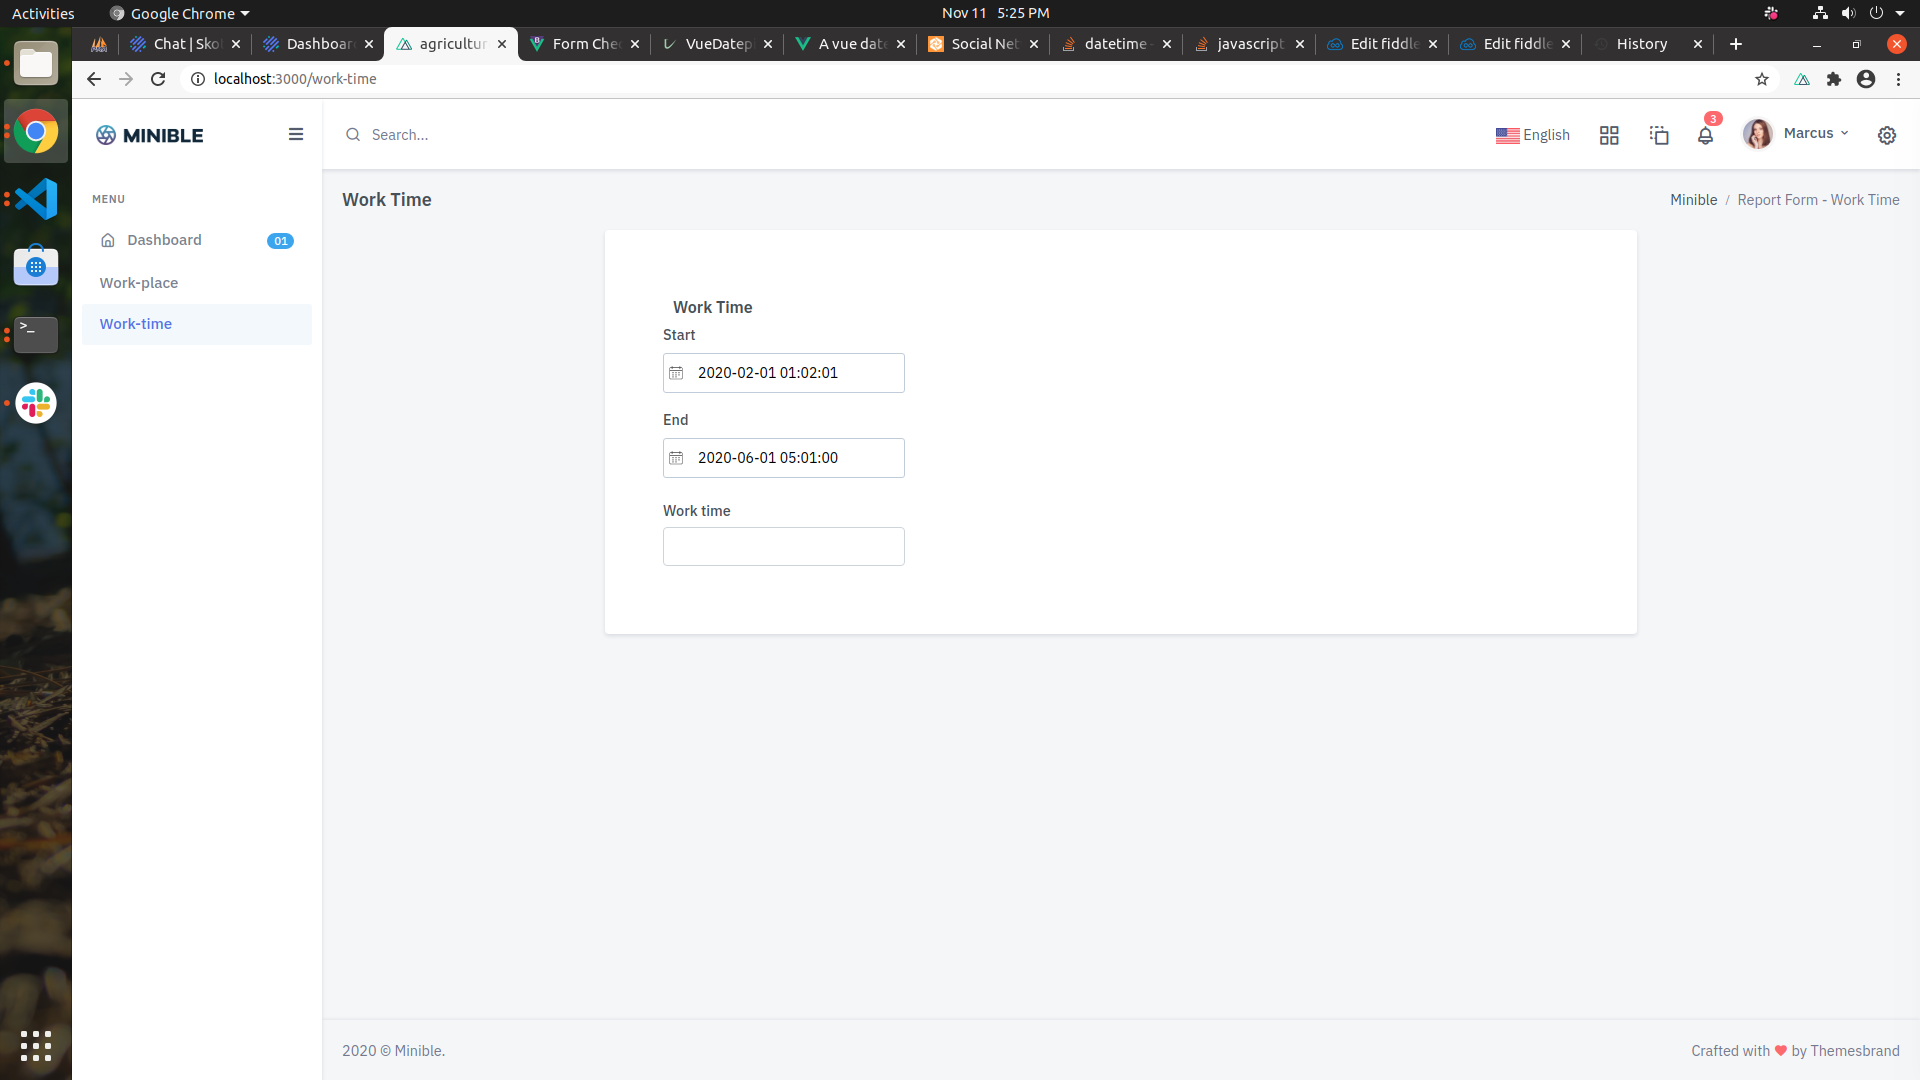 Activities Google Chrome Nov 11 5:25 PM
Chat | Sko Dashboar agricultur Form Che VueDatep A vue date Social Net datetime - javascript Edit fiddle Edit fiddle History
localhost:3000/work-time
MINIBLE Search... English 3 Marcus
MENU
Dashboard 01
Work-place
Work-time
Work Time Minible / Report Form - Work Time
Work Time
Start
2020-02-01 01:02:01
End
2020-06-01 05:01:00
Work time
>_
2020 © Minible. Crafted with ❤ by Themesbrand